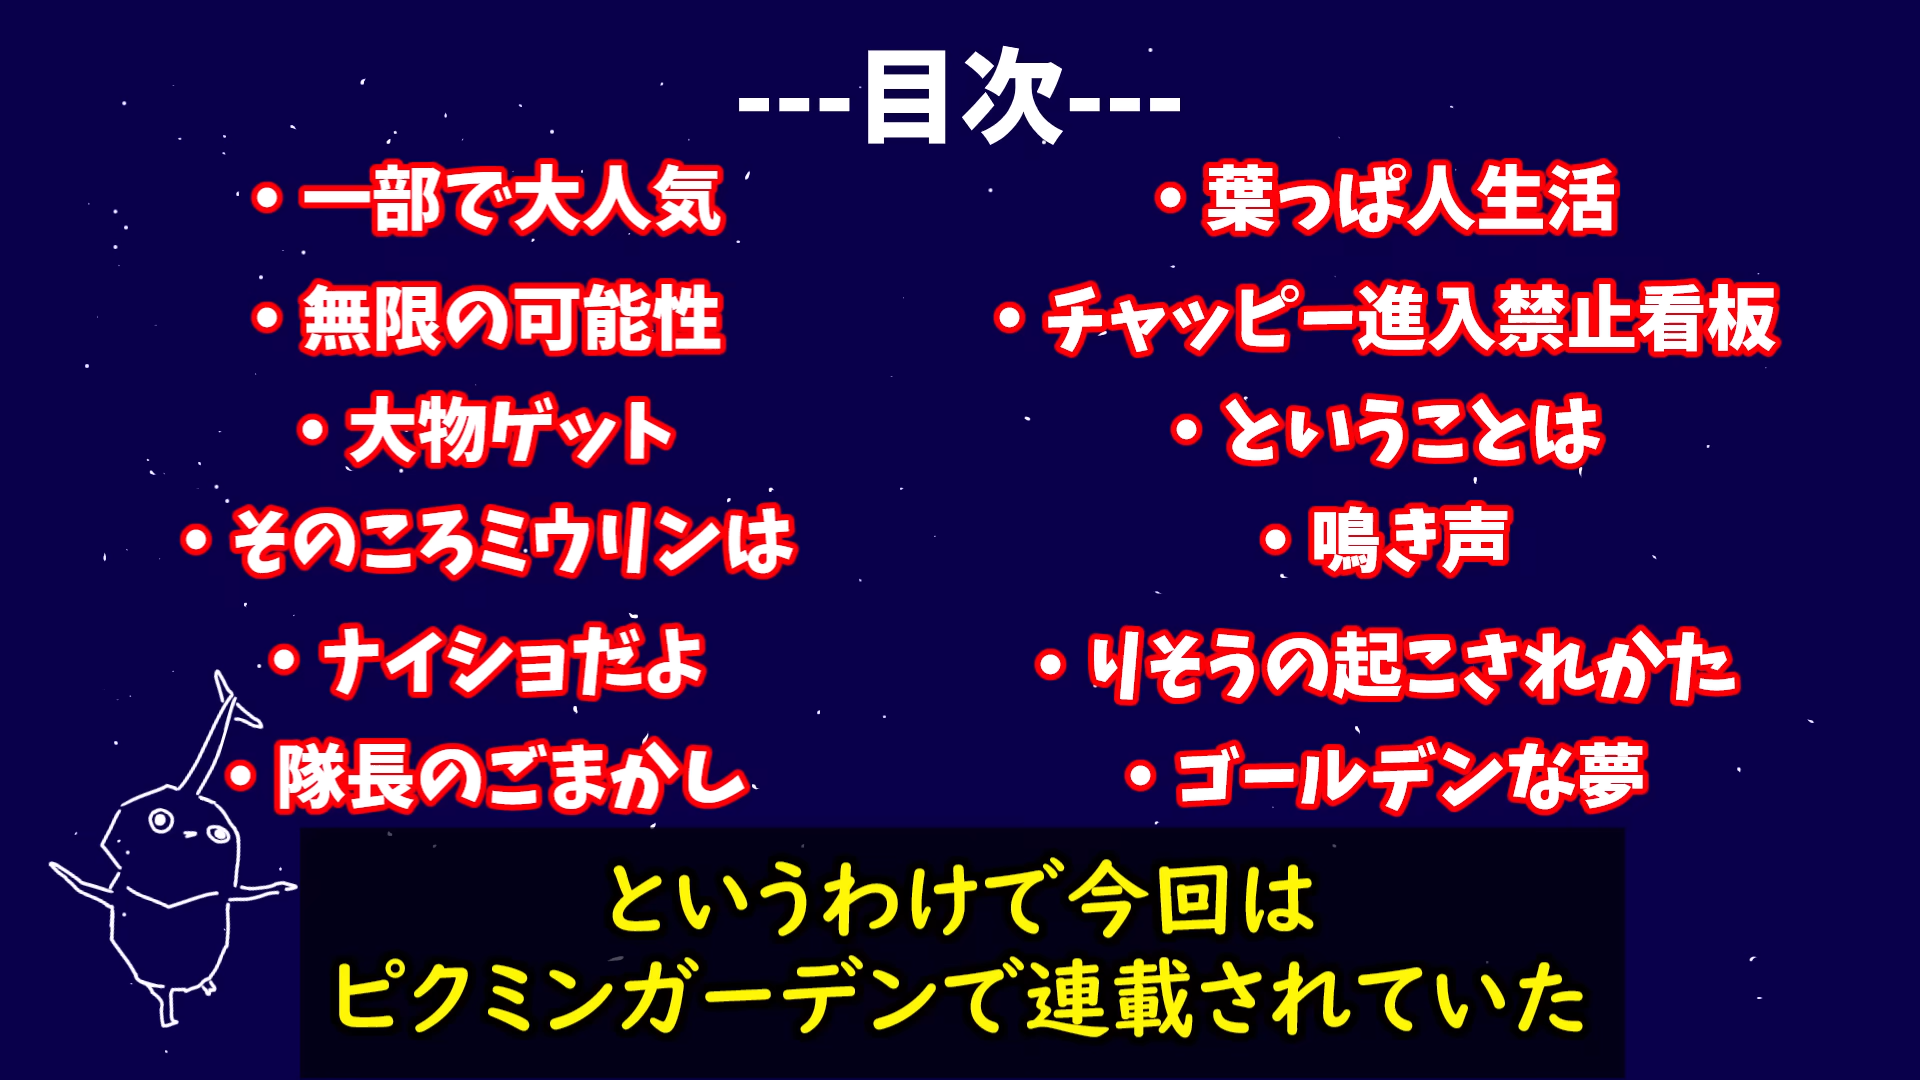 ---目次---
・一部で大人気
・無限の可能性
・大物ゲット
・そのころミウリンは
・ナイショだよ
・隊長のごまかし
・葉っぱ人生活
・チャッピー進入禁止看板
・ということは
・鳴き声
・りそうの起こされかた
・ゴールデンな夢
というわけで今回は
ピクミンガーデンで連載されていた